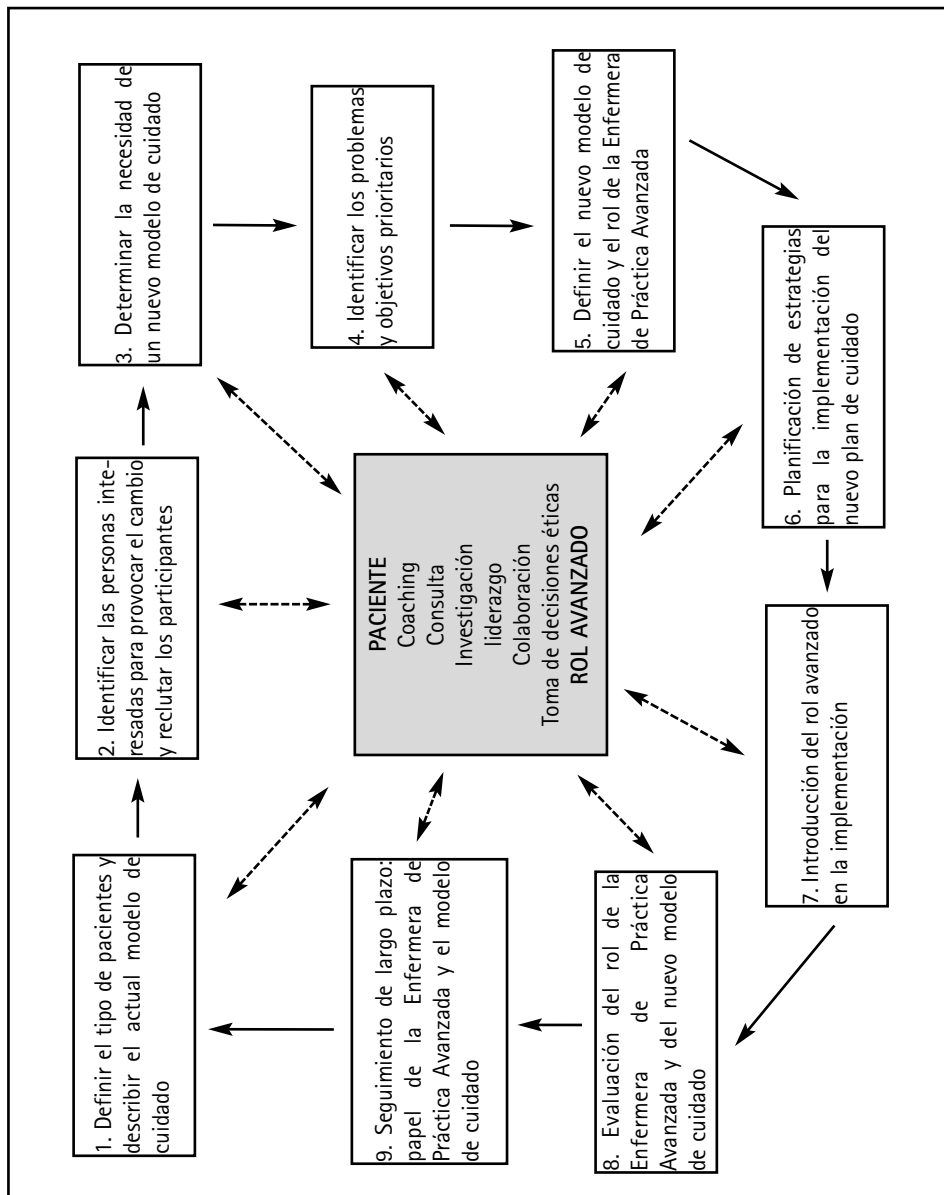 1. Definir el tipo de pacientes y
describir el actual modelo de
cuidado
2. Identificar las personas inte-
resadas para provocar el cambio
y reclutar los participantes
3. Determinar la necesidad de
un nuevo modelo de cuidado
4. Identificar los problemas
y objetivos prioritarios
5. Definir el nuevo modelo de
cuidado y el rol de la Enfermera
de Práctica Avanzada
6. Planificación de estrategias
para la implementación del
nuevo plan de cuidado
7. Introducción del rol avanzado
en la implementación
8. Evaluación del rol de la
Enfermera de Práctica
Avanzada y del nuevo modelo
de cuidado
9. Seguimiento de largo plazo:
papel de la Enfermera de
Práctica Avanzada y el modelo
de cuidado
PACIENTE
Coaching
Consulta
Investigación
liderazgo
Colaboración
Toma de decisiones éticas
ROL AVANZADO